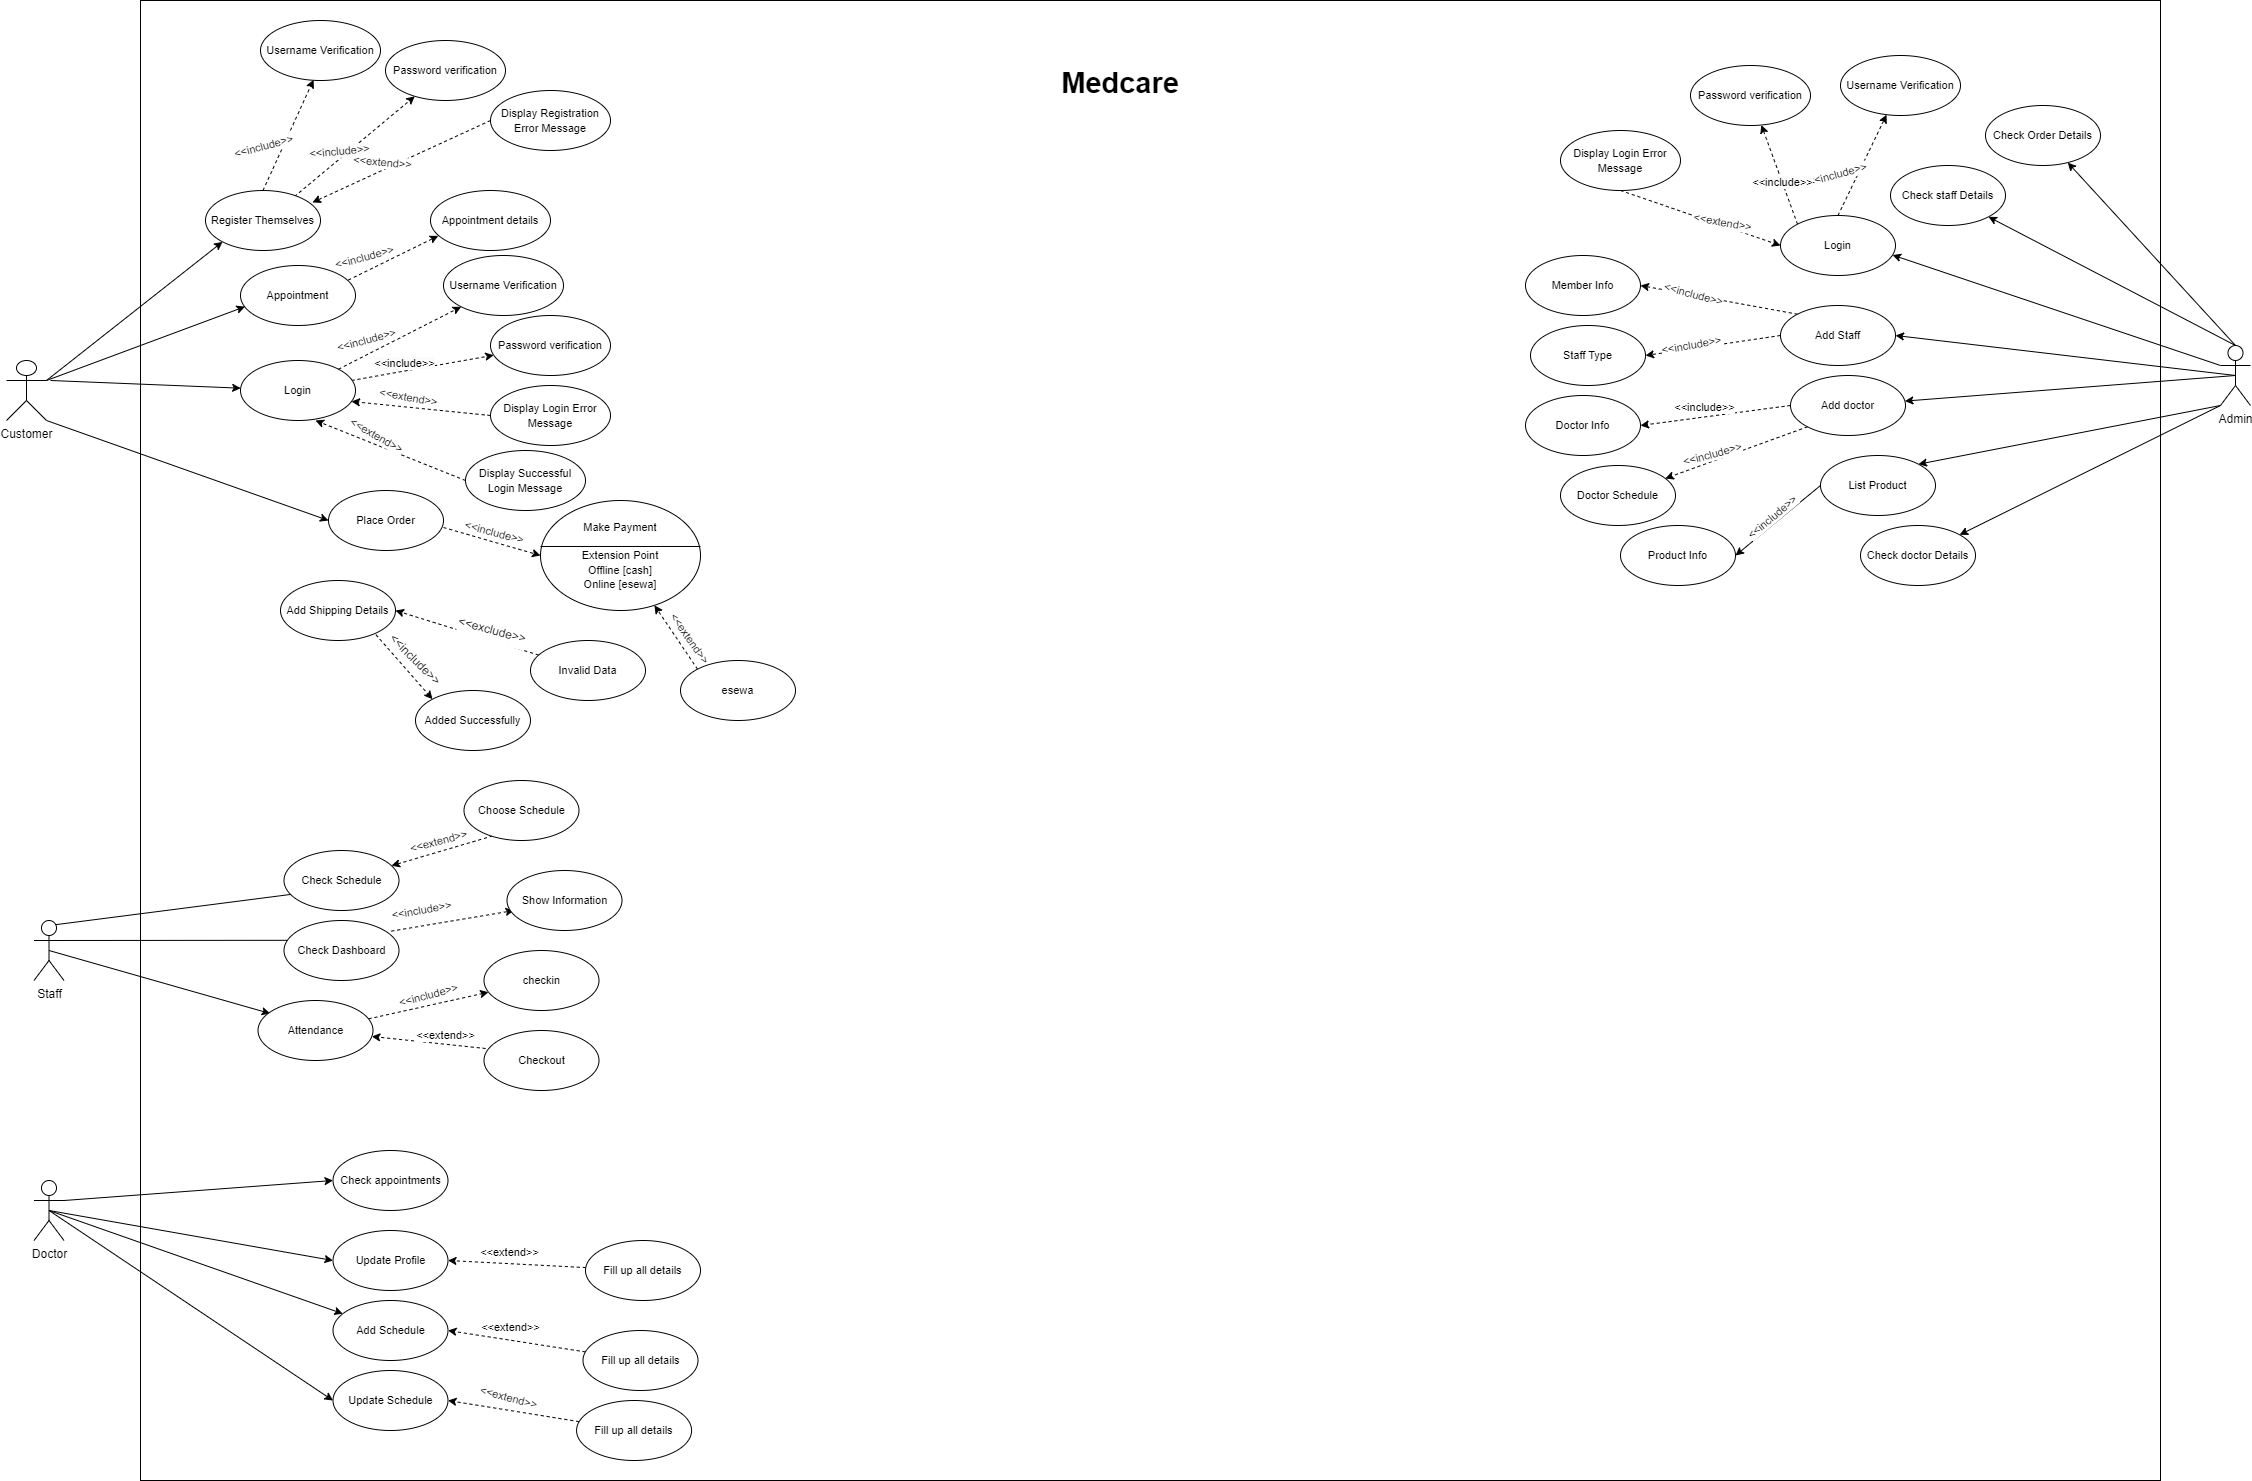 Medcare
Username Verification
Password verification
Display Registration
Error Message
<<include>>
<<include>>
<<extend>>
Register Themselves
Appointment details
<<include>>
Appointment
Username Verification
<<include>>
Password verification
<<include>>
Login
<<extend>>
Display Login Error
Message
<<extend>>
Display Successful
Login Message
Customer
Place Order
<<include>>
Make Payment
Extension Point
Offline [cash]
Online [esewa]
Add Shipping Details
<<exclude>>
<<include>>
Invalid Data
<<extend>>
esewa
Added Successfully
Choose Schedule
<<extend>>
Check Schedule
Show Information
<<include>>
Check Dashboard
Staff
checkin
<<include>>
Attendance
<<extend>>
Checkout
Check appointments
Doctor
Update Profile
<<extend>>
Fill up all details
Add Schedule
<<extend>>
Fill up all details
Update Schedule
<<extend>>
Fill up all details
Password verification
Username Verification
Check Order Details
Display Login Error
Message
<<include>>
<<include>>
Check staff Details
<<extend>>
Login
Member Info
<<include>>
Add Staff
Staff Type
<<include>>
Add doctor
Doctor Info
<<include>>
Admin
<<include>>
Doctor Schedule
List Product
<<include>>
Product Info
Check doctor Details